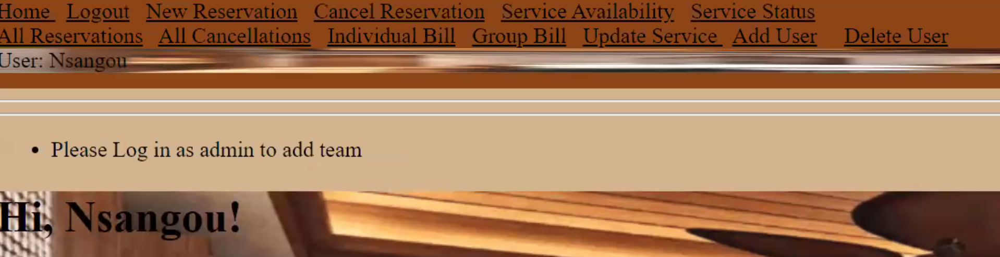 Home Logout New Reservation Cancel Reservation Service Availability Service Status
All Reservations All Cancellations Individual Bill Group Bill Update Service Add User Delete User
User: Nsangou
• Please Log in as admin to add team
Hi, Nsangou!